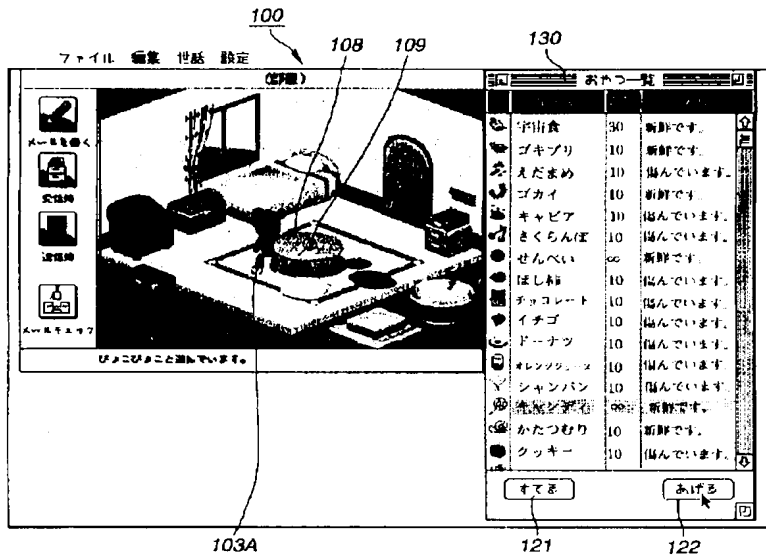 100
108
109
130
ファイル 編集 世話 設定
(部屋)
おやつ一覧
メールを書く
受信時
送信時
メールチェック
宇宙食 30 新鮮です。
ゴキブリ 10 新鮮です。
えだまめ 10 傷んでいます。
ゴカイ 10 新鮮です。
キャビア 10 傷んでいます。
さくらんぼ 10 傷んでいます。
せんべい ∞ 新鮮です。
ほし柿 10 傷んでいます。
チョコレート 10 傷んでいます。
イチゴ 10 傷んでいます。
ドーナツ 10 傷んでいます。
オレンジジュース 10 傷んでいます。
シャンパン 10 傷んでいます。
キャンディ ∞ 新鮮です。
かたつむり 10 新鮮です。
クッキー 10 傷んでいます。
ぴょこぴょこと遊んでいます。
すてる
あげる
103A
121
122